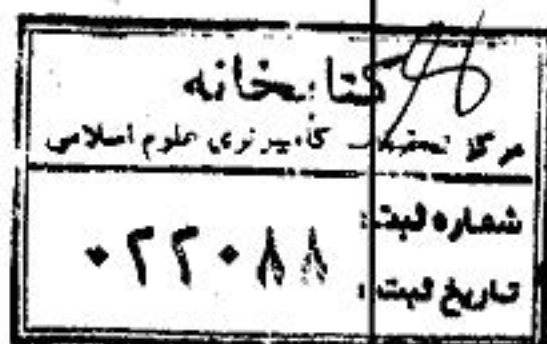 کتابخانه
مرکز تحقیقات کامپیوتری علوم اسلامی
شماره ثبت: ۰۲۲۰۸۸
تاریخ ثبت: